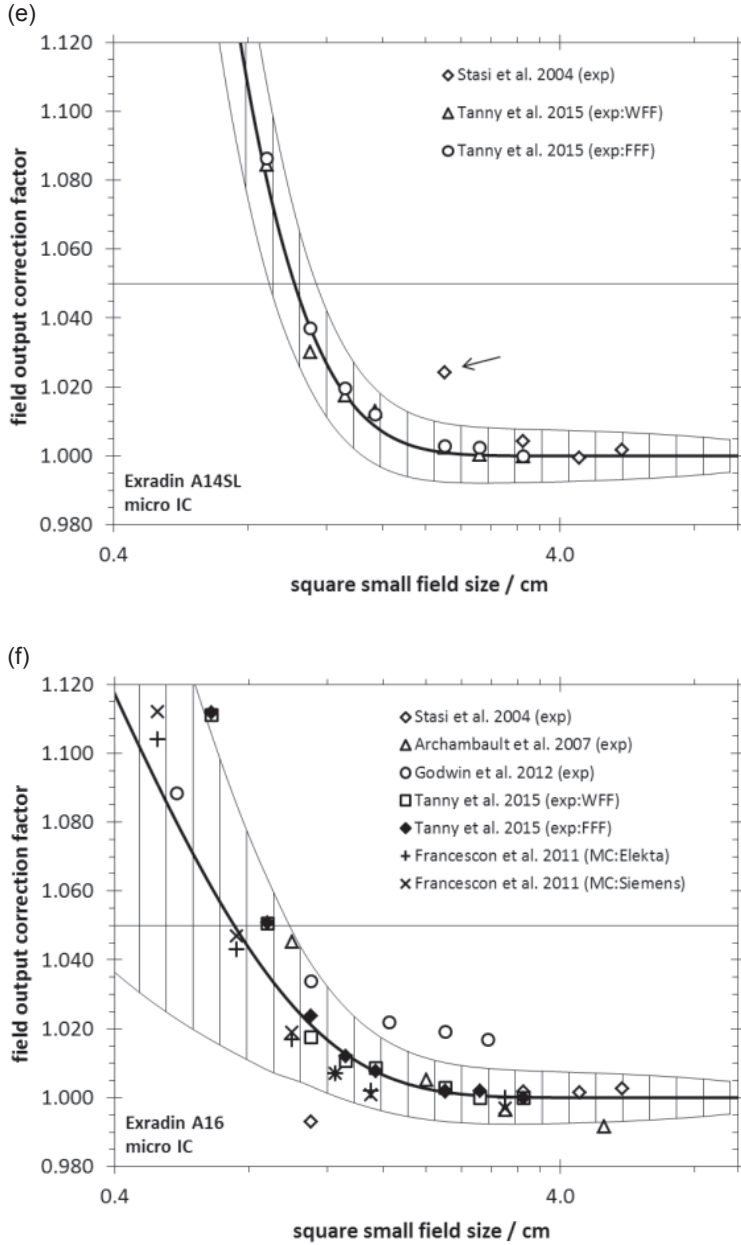 (e)
1.120
1.100
1.080
1.060
1.040
1.020
1.000
0.980
field output correction factor
Stasi et al. 2004 (exp)
Tanny et al. 2015 (exp:WFF)
Tanny et al. 2015 (exp:FFF)
Exradin A14SL
micro IC
0.4
4.0
square small field size / cm
(f)
1.120
1.100
1.080
1.060
1.040
1.020
1.000
0.980
0.960
field output correction factor
Stasi et al. 2004 (exp)
Archambault et al. 2007 (exp)
Godwin et al. 2012 (exp)
Tanny et al. 2015 (exp:WFF)
Tanny et al. 2015 (exp:FFF)
Francescon et al. 2011 (MC:Elekta)
Francescon et al. 2011 (MC:Siemens)
Exradin A16
micro IC
0.4
4.0
square small field size / cm